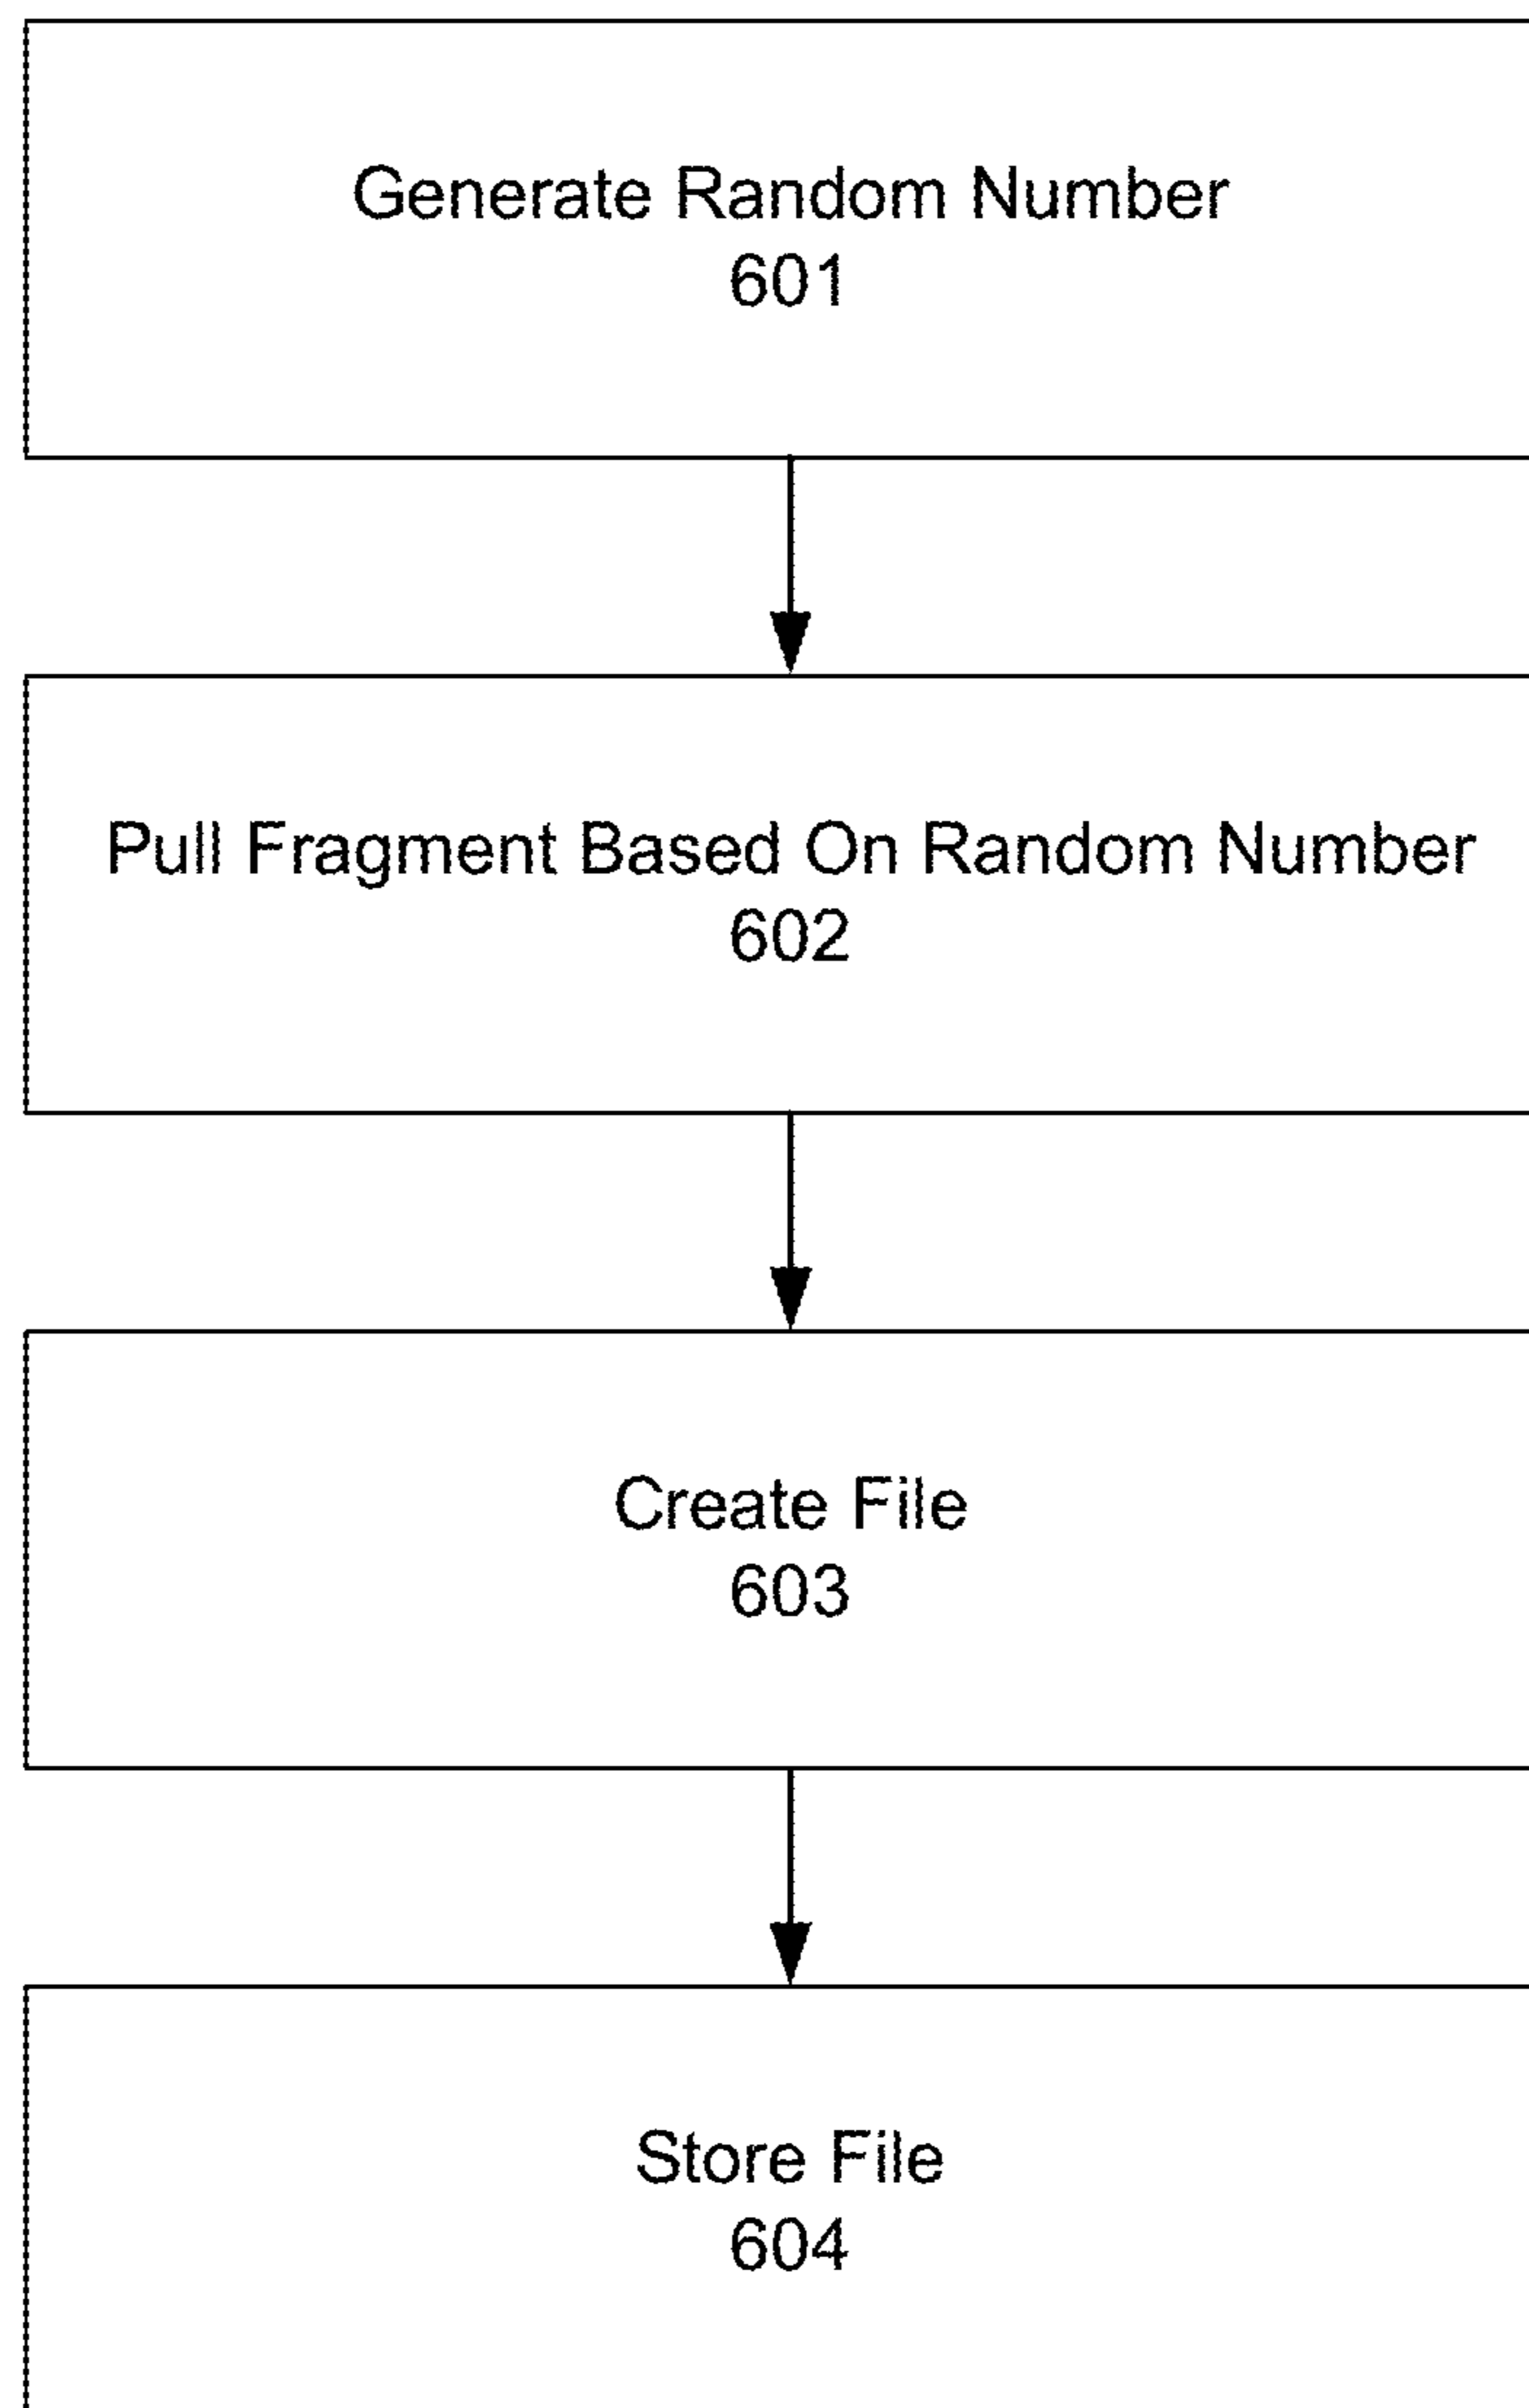 Generate Random Number
601
Pull Fragment Based On Random Number
602
Create File
603
Store File
604